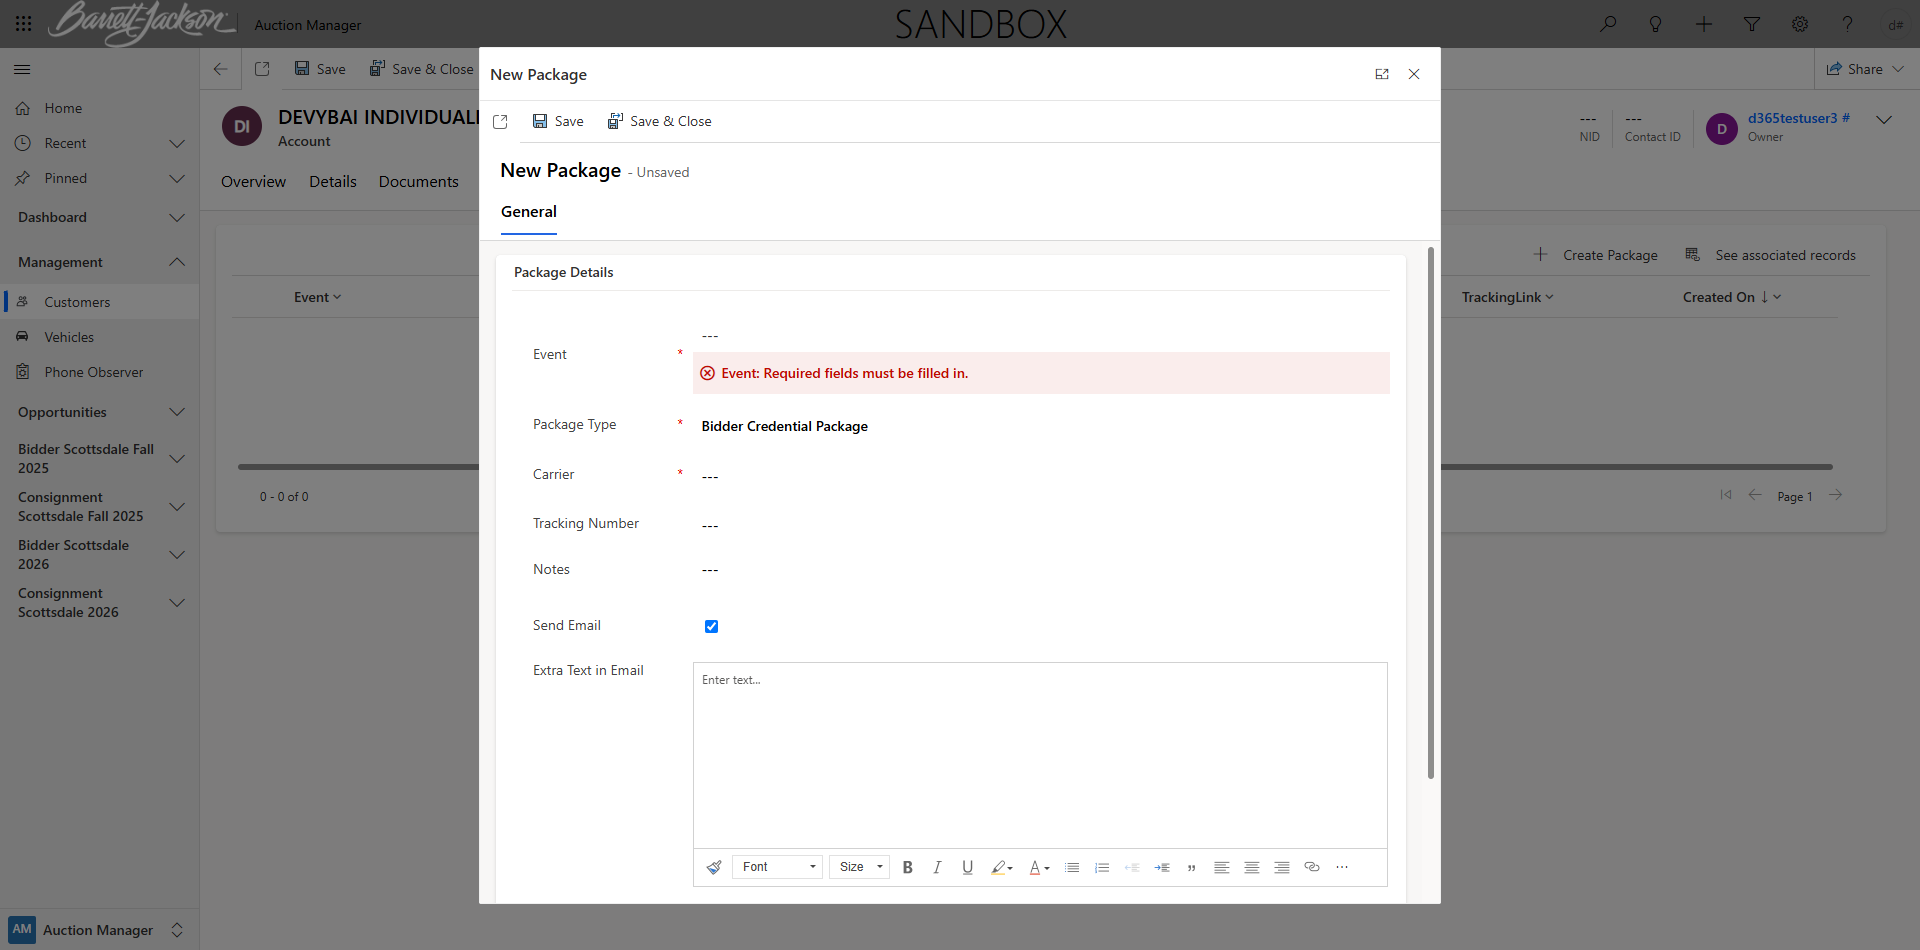 Barrett-Jackson.
Auction Manager
SANDBOX
d#
Home
Recent
Pinned
Dashboard
Management
Customers
Vehicles
Phone Observer
Opportunities
Bidder Scottsdale Fall
2025
Consignment
Scottsdale Fall 2025
Bidder Scottsdale
2026
Consignment
Scottsdale 2026
AM
Auction Manager
Save
Save & Close
Share
DI
DEVYBAI INDIVIDUAL
Account
---
NID
---
Contact ID
D
d365testuser3 #
Owner
Overview
Details
Documents
Create Package
See associated records
Event
TrackingLink
Created On
0 - 0 of 0
Page 1
New Package
Save
Save & Close
New Package
- Unsaved
General
Package Details
Event
*
---
Event: Required fields must be filled in.
Package Type
*
Bidder Credential Package
Carrier
*
---
Tracking Number
---
Notes
---
Send Email
Extra Text in Email
Enter text...
Font
Size
B
I
U
A